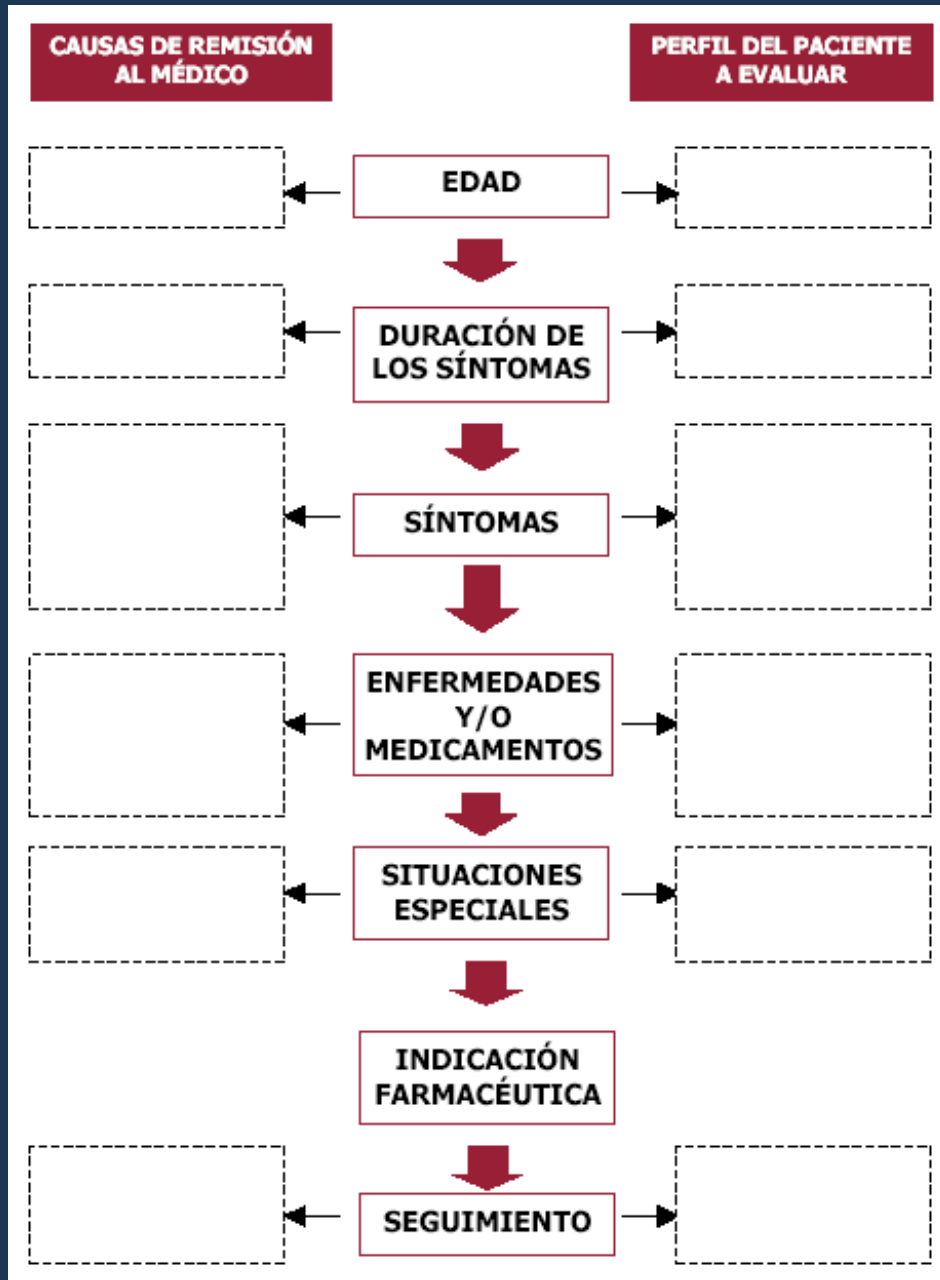 CAUSAS DE REMISIÓN
AL MÉDICO
PERFIL DEL PACIENTE
A EVALUAR
EDAD
DURACIÓN DE
LOS SÍNTOMAS
SÍNTOMAS
ENFERMEDADES
Y/O
MEDICAMENTOS
SITUACIONES
ESPECIALES
INDICACIÓN
FARMACÉUTICA
SEGUIMIENTO